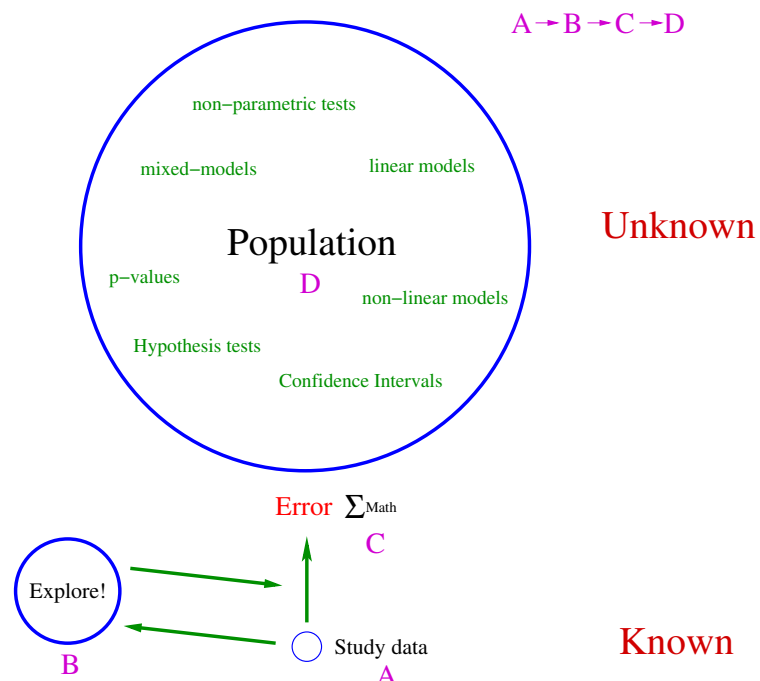 A → B → C → D
non−parametric tests
mixed−models
linear models
Unknown
Population
D
p−values
non−linear models
Hypothesis tests
Confidence Intervals
Error Σ Math
C
Explore!
B
Study data
A
Known